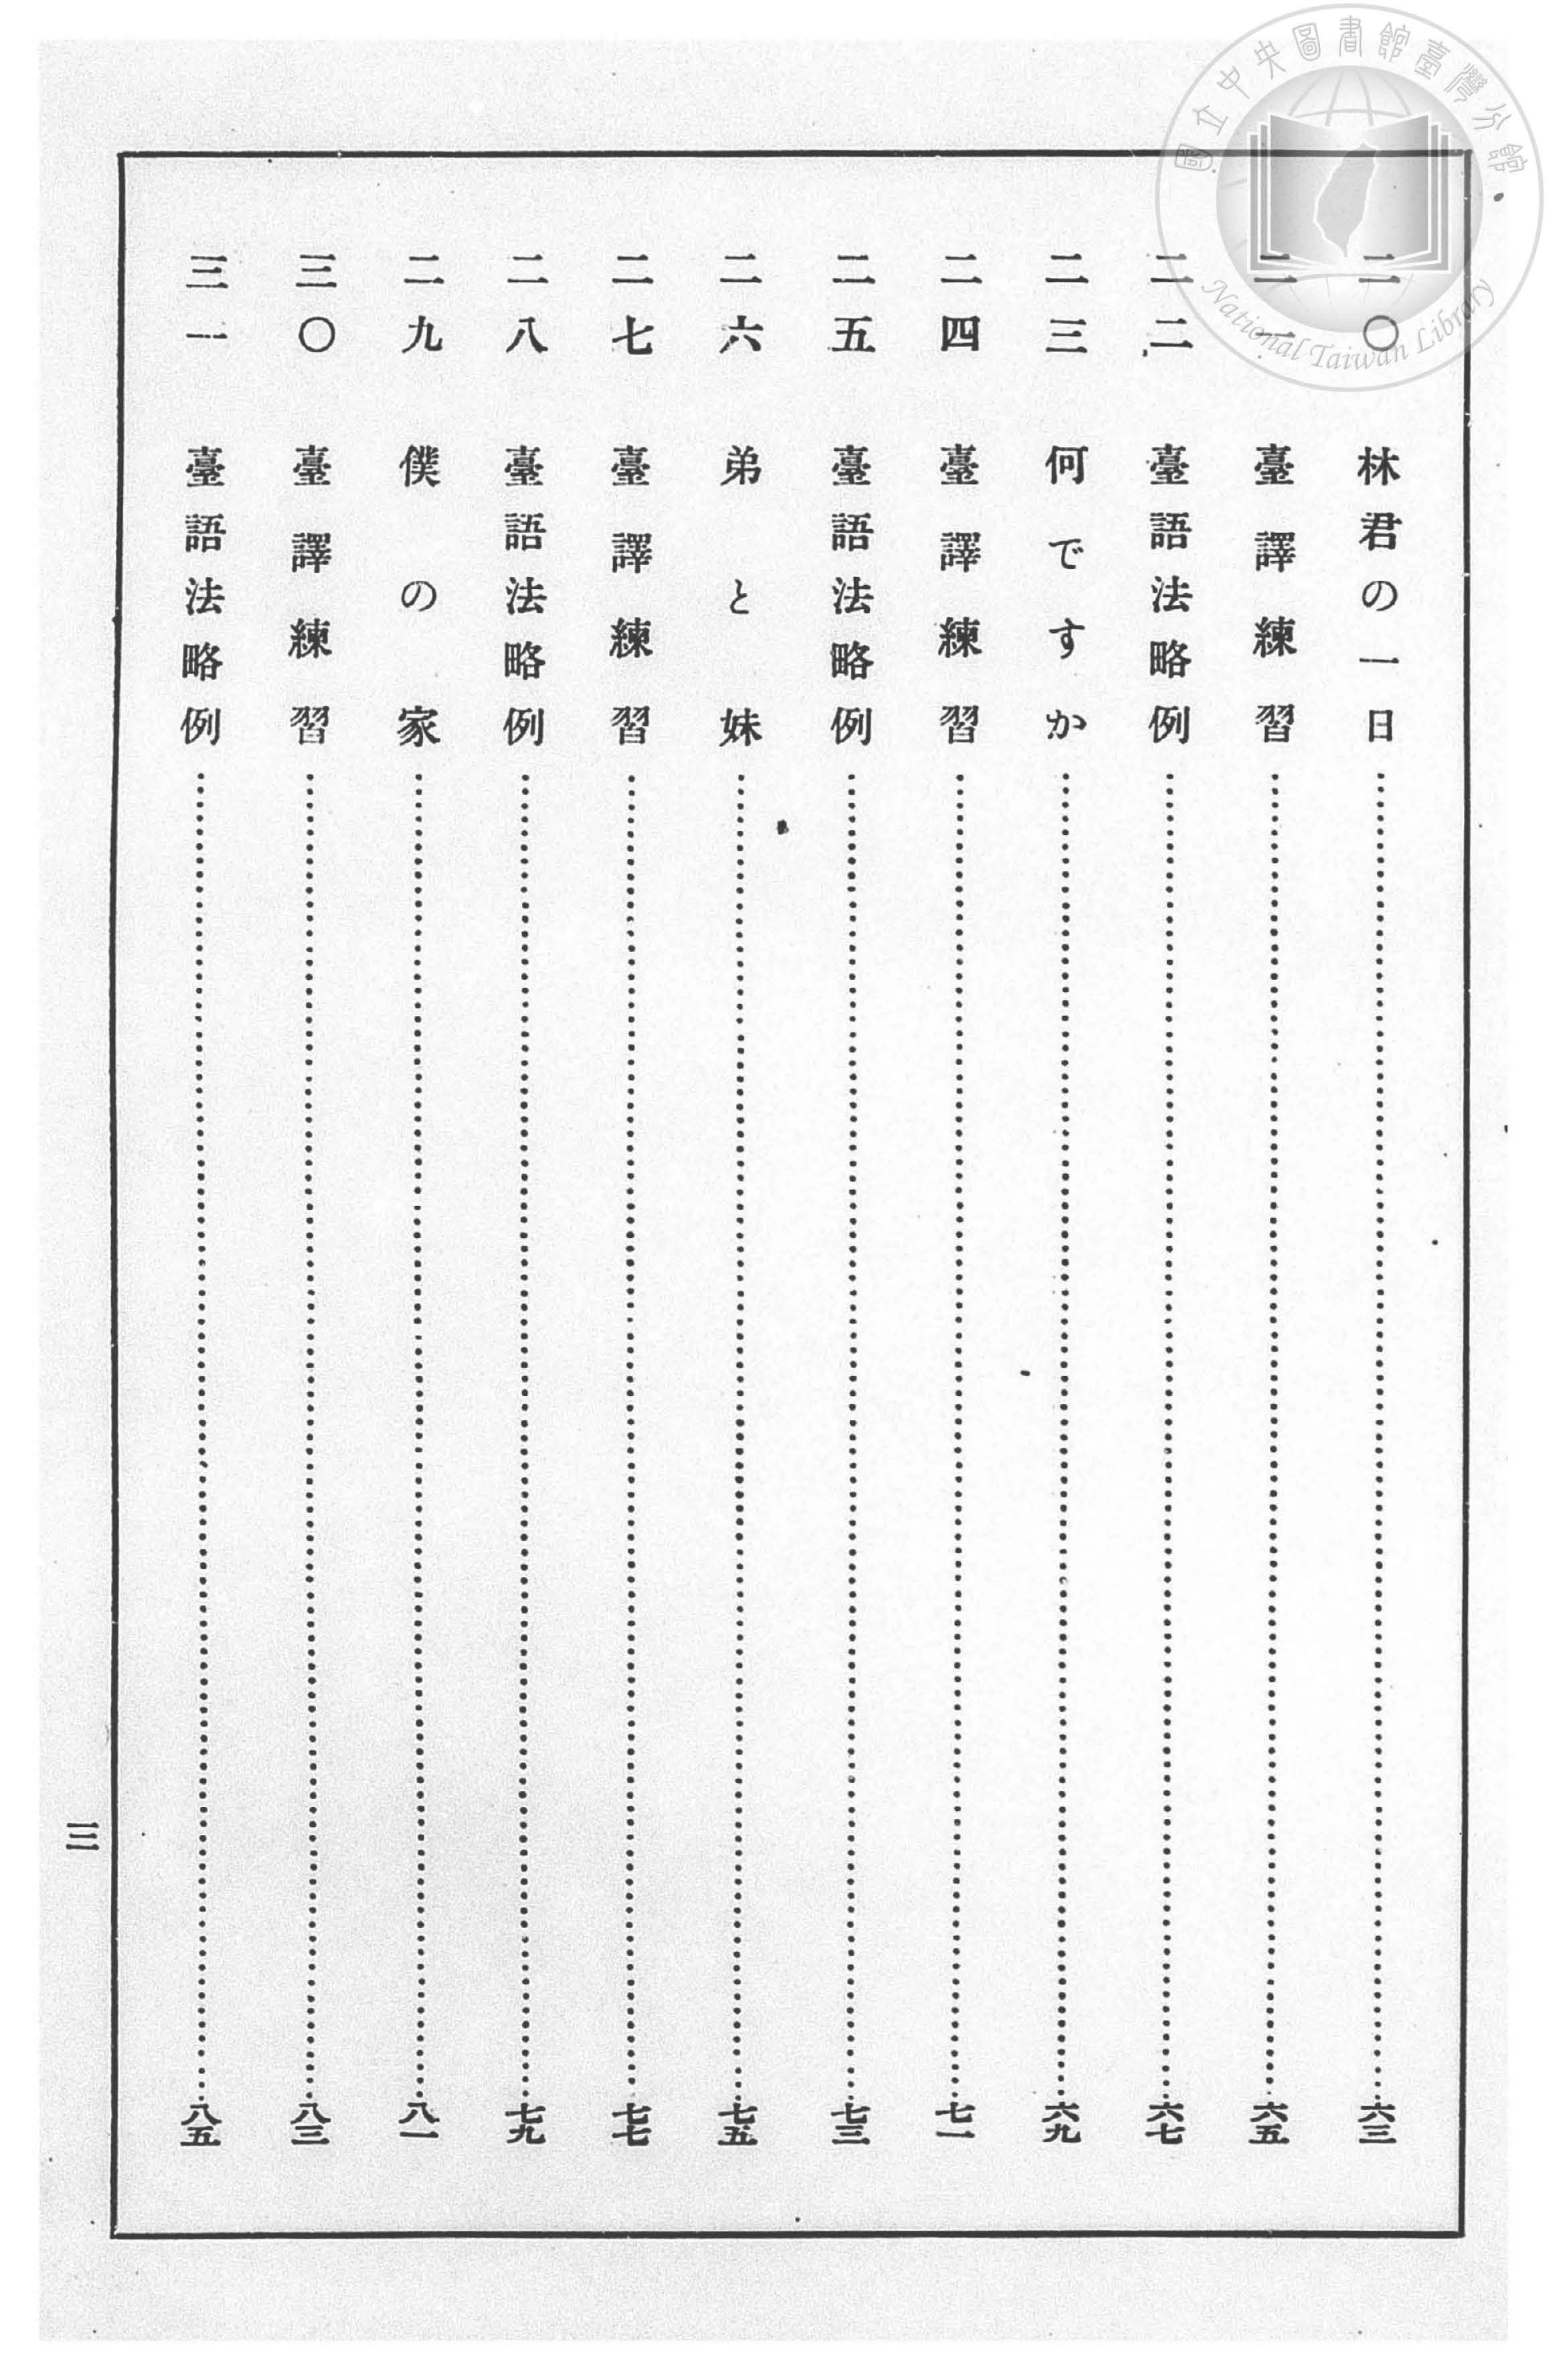 二〇 林君の一日……六三
二一 臺譯練習……六五
二二 臺語法略例……六七
二三 何ですか……六九
二四 臺譯練習……七一
二五 臺語法略例……七三
二六 弟と妹……七五
二七 臺譯練習……七七
二八 臺語法略例……七九
二九 僕の家……八一
三〇 臺譯練習……八三
三一 臺語法略例……八五
三
國立中央圖書館臺灣分館
National Taiwan Library